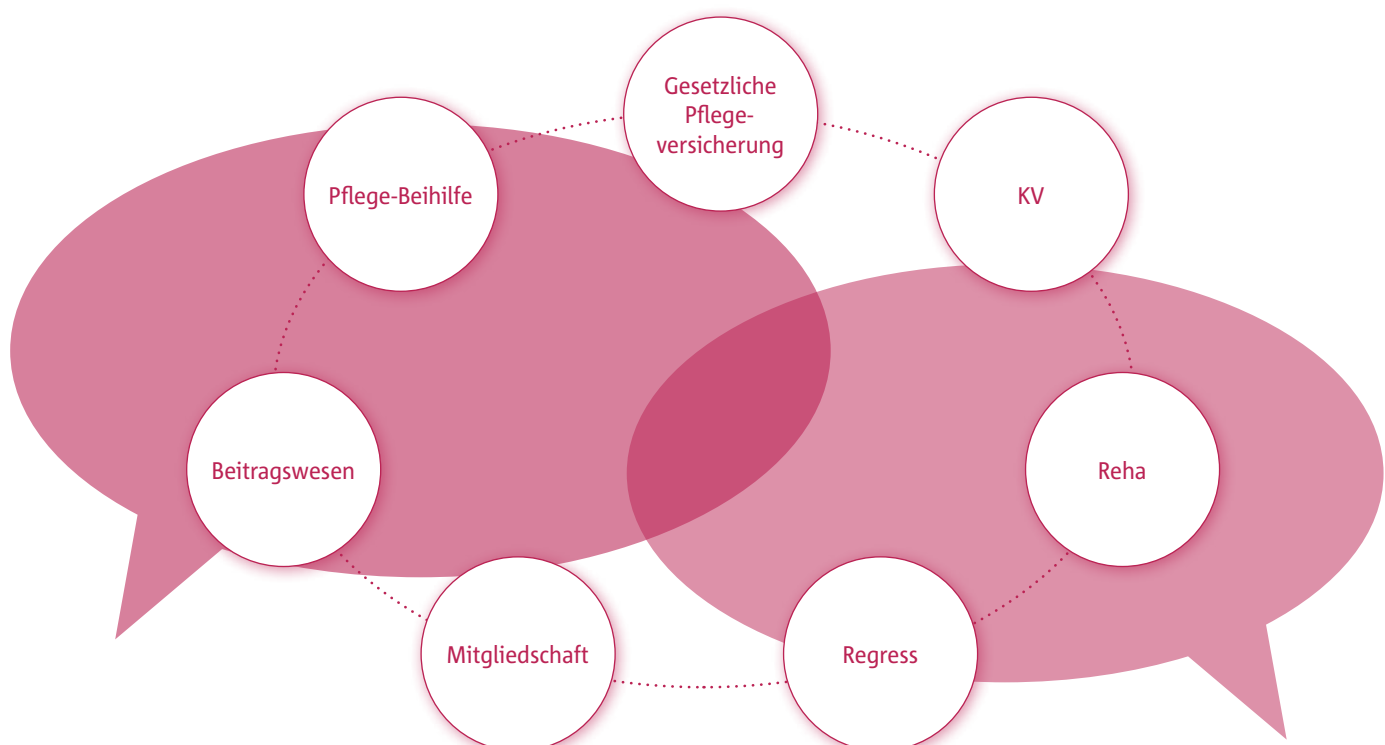 Gesetzliche
Pflege-
versicherung
Pflege-Beihilfe
KV
Beitragswesen
Reha
Mitgliedschaft
Regress